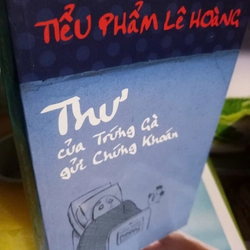 TIỂU PHẨM LÊ HOÀNG
Thư
của Trứng Gà
gửi Chứng Khoán